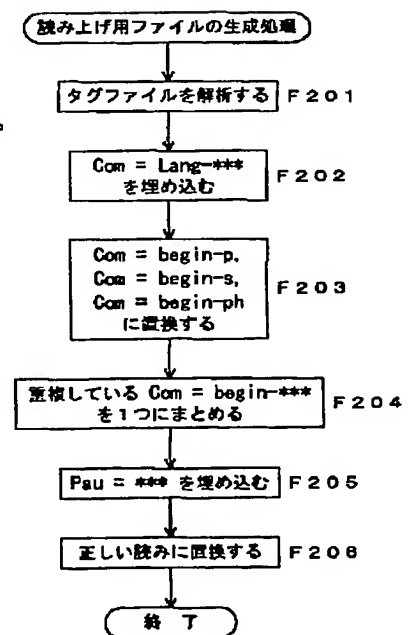 読み上げ用ファイルの生成処理
タグファイルを解析する F201
Com = Lang-***
を埋め込む F202
Com = begin-p,
Com = begin-s,
Com = begin-ph
に置換する F203
重複している Com = begin-***
を1つにまとめる F204
Pau = *** を埋め込む F205
正しい読みに置換する F206
終 了